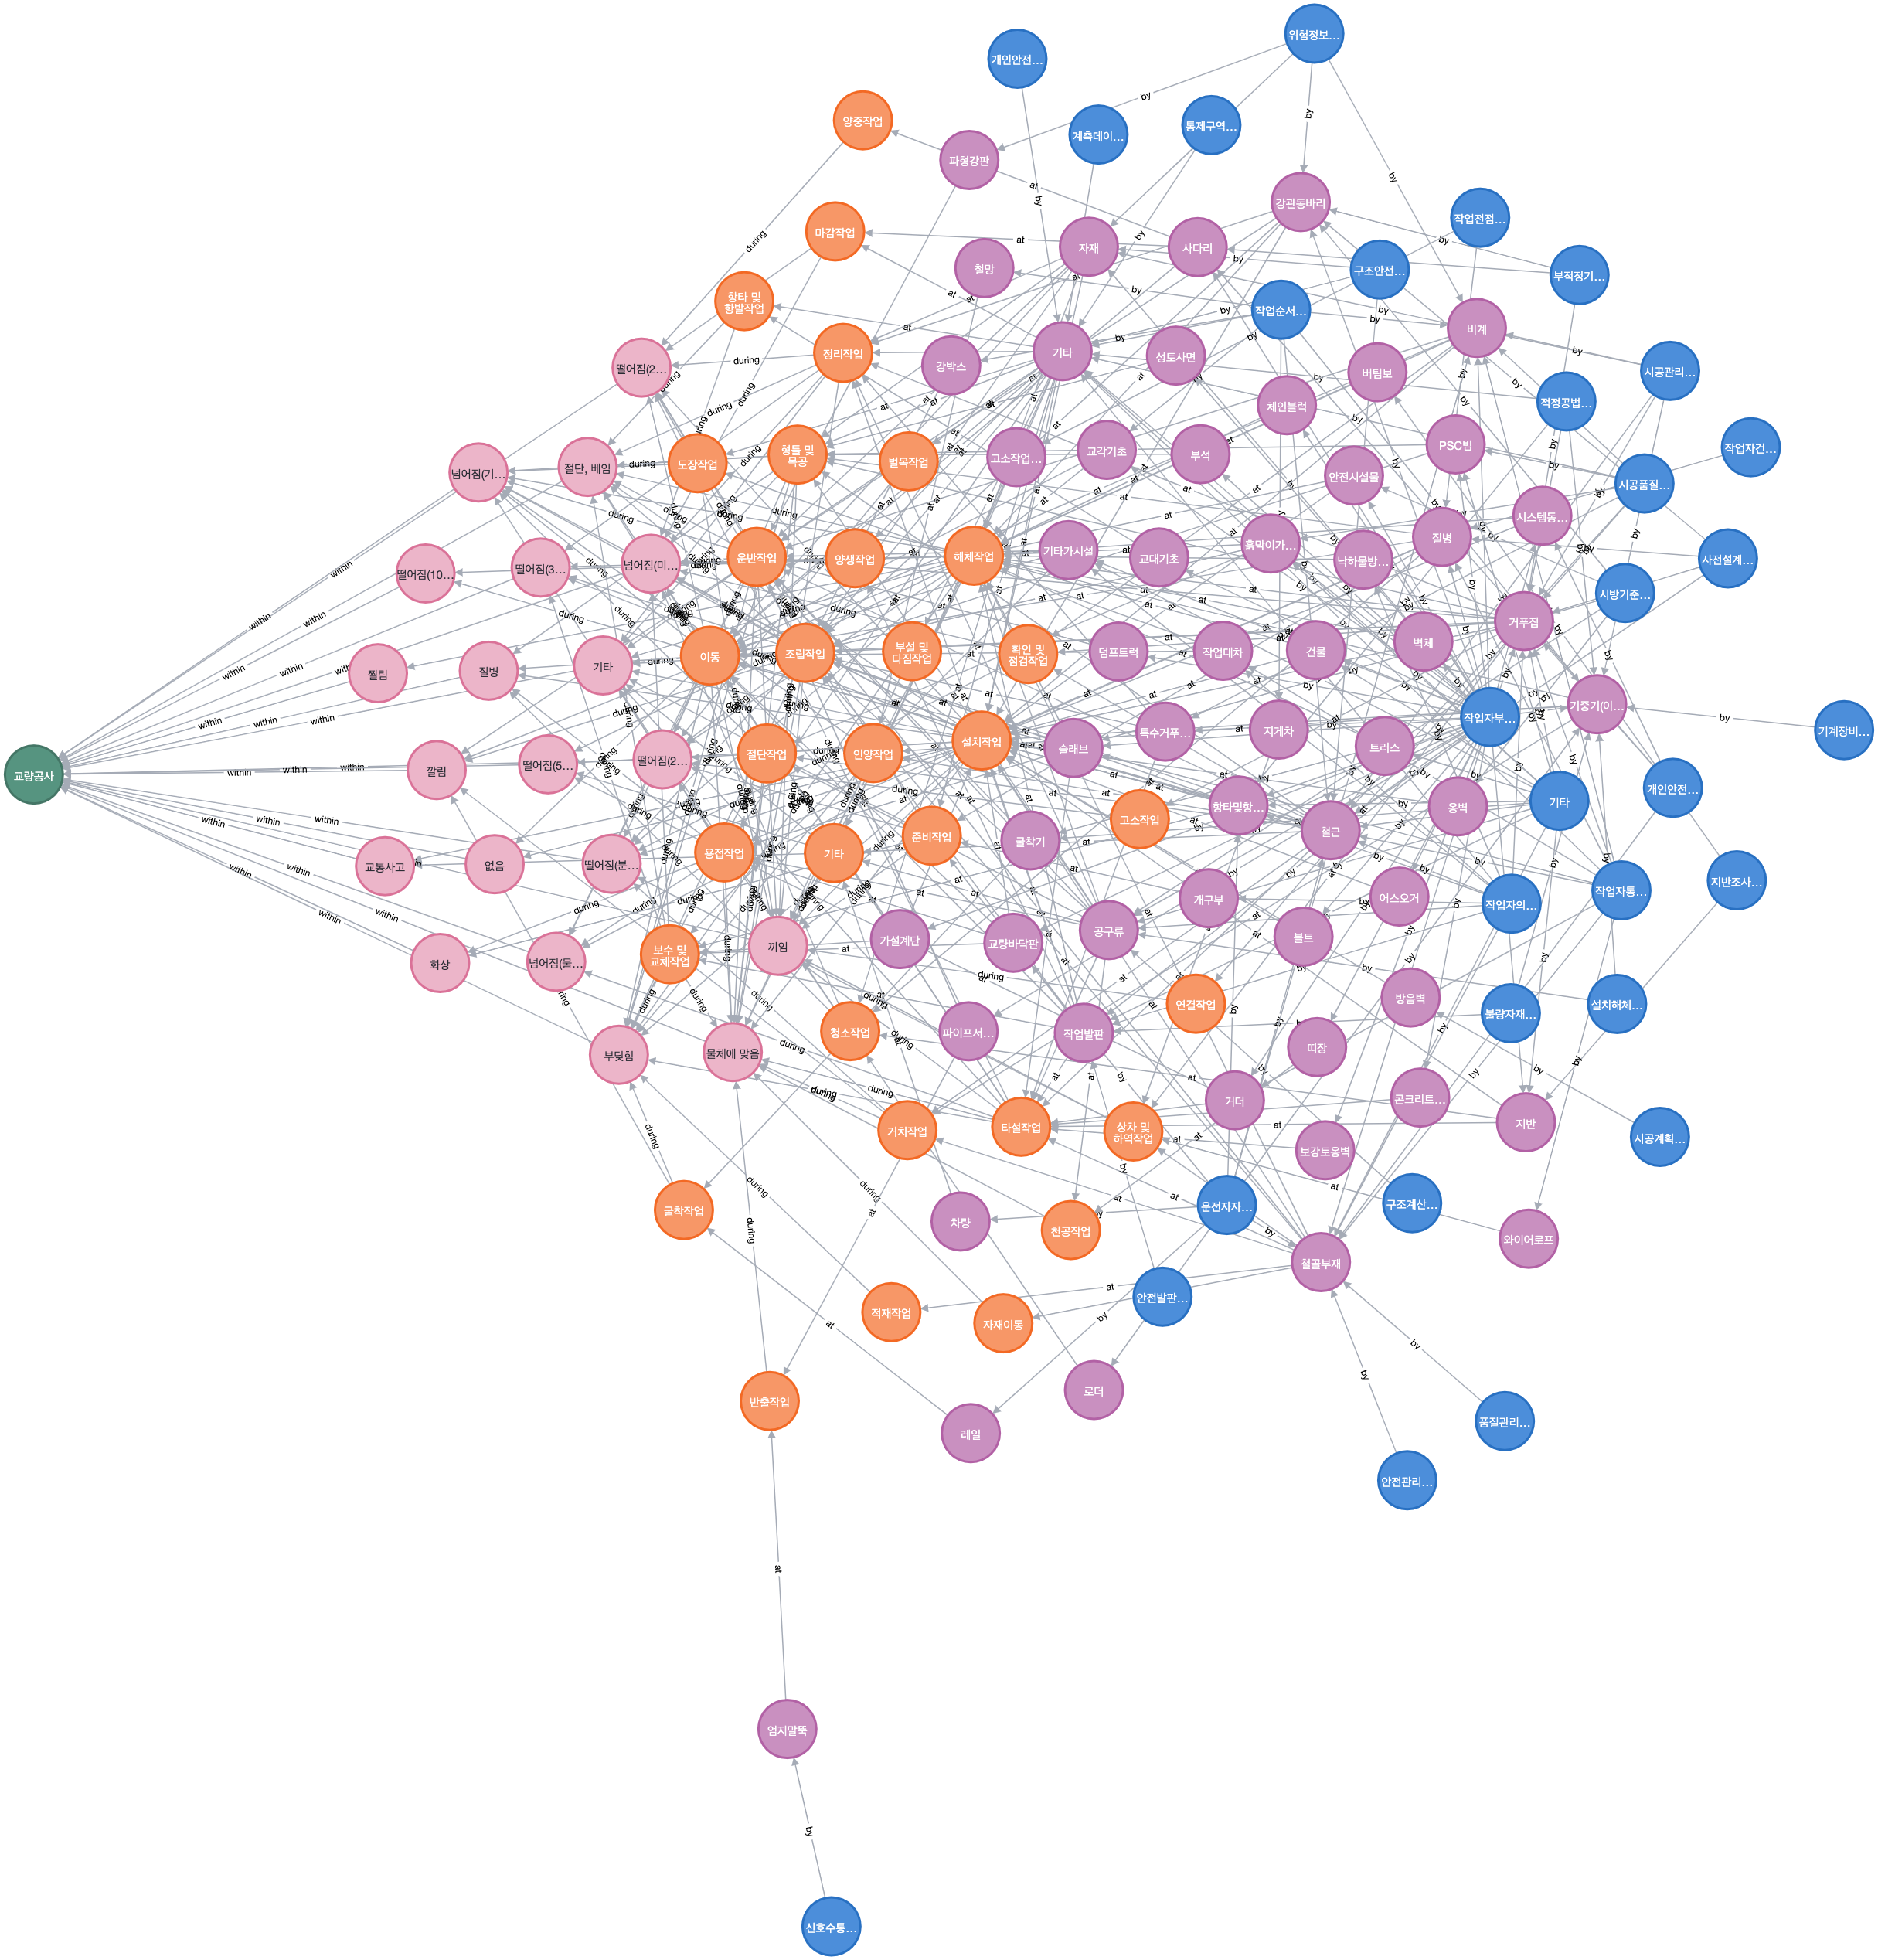 위험정보...
개인안전...
양중작업
계측데이...
통제구역...
파형강판
강관동바리
작업전점...
마감작업
철망
자재
사다리
구조안전...
부적정기...
항타 및
항발작업
작업순서...
비계
정리작업
강박스
기타
성토사면
버팀보
시공관리...
떨어짐(2...
체인블럭
적정공법...
넘어짐(기...
절단, 베임
도장작업
형틀 및
목공
벌목작업
고소작업...
교각기초
부석
안전시설물
PSC빔
시공품질...
작업자건...
떨어짐(10...
떨어짐(3...
넘어짐(미...
운반작업
양생작업
해체작업
기타가시설
교대기초
흙막이가...
낙하물방...
질병
시스템동...
사전설계...
시방기준...
찔림
질병
기타
이동
조립작업
부설 및
다짐작업
확인 및
점검작업
덤프트럭
작업대차
건물
벽체
거푸집
교량공사
깔림
떨어짐(5...
떨어짐(2...
절단작업
인양작업
설치작업
슬래브
특수거푸...
지게차
트러스
작업자부...
기중기(이...
기계장비...
교통사고
없음
떨어짐(분...
용접작업
기타
준비작업
굴착기
고소작업
항타및항...
철근
옹벽
기타
개인안전...
화상
넘어짐(물...
보수 및
교체작업
끼임
가설계단
교량바닥판
공구류
개구부
볼트
어스오거
작업자의...
작업자통...
지반조사...
부딪힘
물체에 맞음
청소작업
파이프서...
작업발판
연결작업
띠장
방음벽
불량자재...
설치해체...
굴착작업
거치작업
타설작업
상차 및
하역작업
거더
보강토옹벽
콘크리트...
지반
시공계획...
차량
천공작업
운전자자...
구조계산...
와이어로프
적재작업
자재이동
안전발판...
철골부재
반출작업
레일
로더
품질관리...
안전관리...
엄지말뚝
신호수통...
within
during
at
by